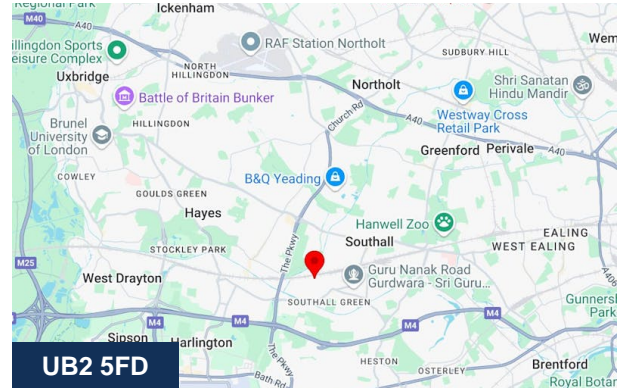 Regional Park
Ickenham
M40
A40
RAF Station Northolt
SUDBURY HILL
Wem
illingdon Sports
eisure Complex
Uxbridge
NORTH
HILLINGDON
Northolt
Shri Sanatan
Hindu Mandir
Battle of Britain Bunker
Church Rd
A40
Westway Cross
Retail Park
Brunel
University
of London
HILLINGDON
Greenford
Perivale
A40
COWLEY
B&Q Yeading
GOULDS GREEN
Hayes
Hanwell Zoo
EALING
Southall
WEST EALING
STOCKLEY PARK
The Pkwy
M25
West Drayton
Guru Nanak Road
Gurdwara - Sri Guru...
A406
SOUTHALL GREEN
Gunnersb
Park
M4
M4
M4
Sipson
Harlington
The Pkwy
HESTON
OSTERLEY
Brentford
Bath Rd
Royal Botan
UB2 5FD